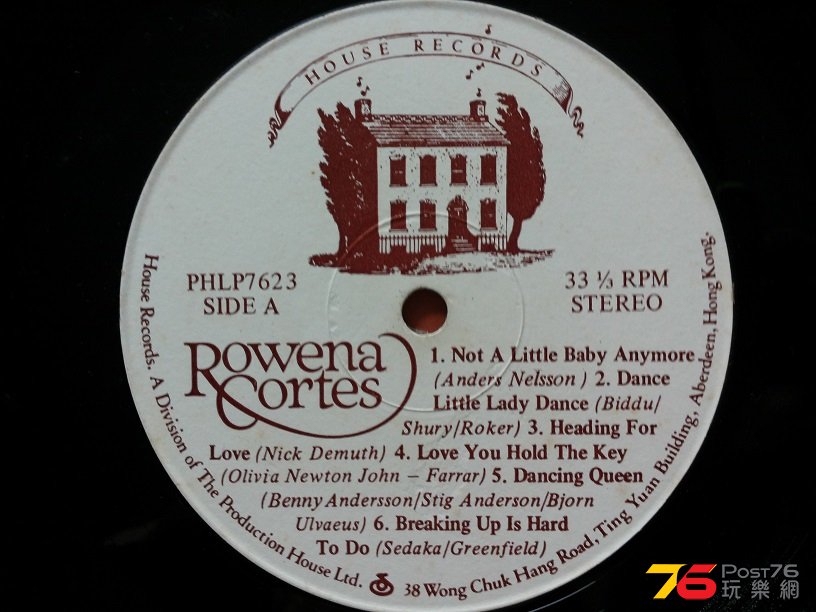 HOUSE RECORDS
PHLP7623
SIDE A
33 ⅓ RPM
STEREO
Rowena
Cortes
1. Not A Little Baby Anymore
(Anders Nelsson) 2. Dance
Little Lady Dance (Biddu/
Shury/Roker) 3. Heading For
Love (Nick Demuth) 4. Love You Hold The Key
(Olivia Newton John – Farrar) 5. Dancing Queen
(Benny Andersson/Stig Anderson/Bjorn
Ulvaeus) 6. Breaking Up Is Hard
To Do (Sedaka/Greenfield)
House Records. A Division of The Production House Ltd. 38 Wong Chuk Hang Road, Ting Yuan Building, Aberdeen, Hong Kong.
76 POST76
玩樂網